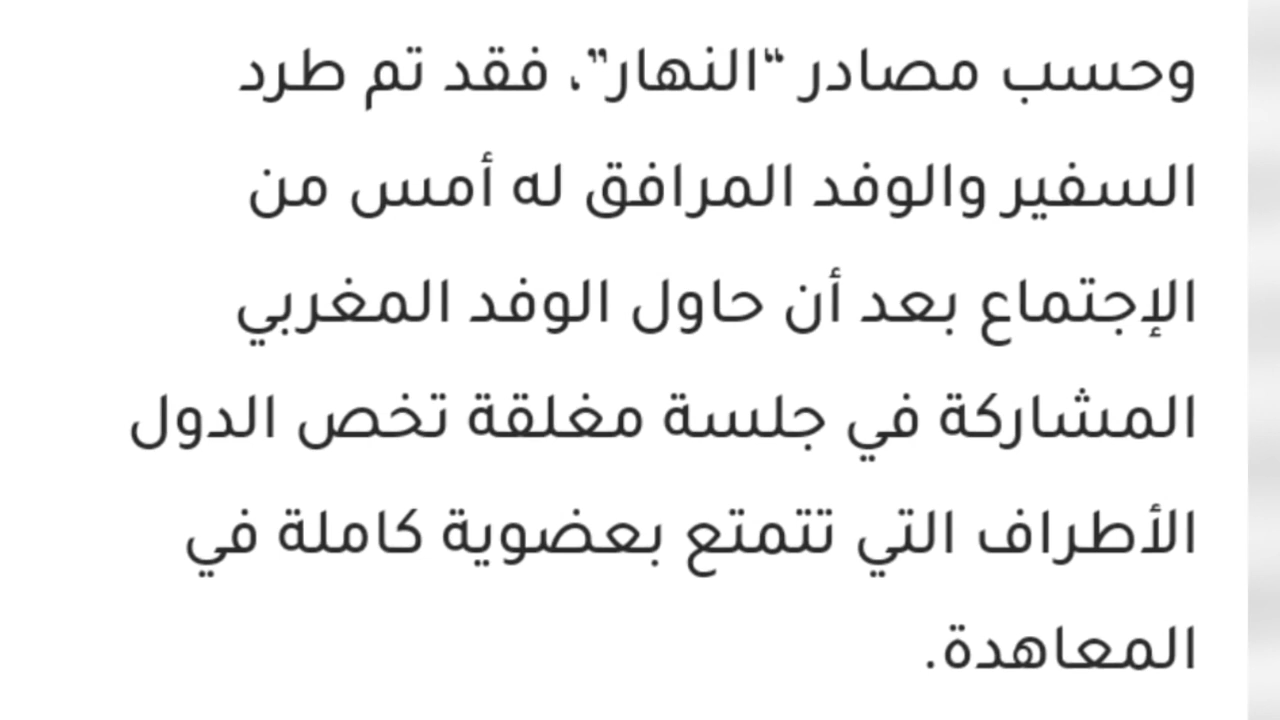 وحسب مصادر “النهار”، فقد تم طرد
السفير والوفد المرافق له أمس من
الإجتماع بعد أن حاول الوفد المغربي
المشاركة في جلسة مغلقة تخص الدول
الأطراف التي تتمتع بعضوية كاملة في
المعاهدة.